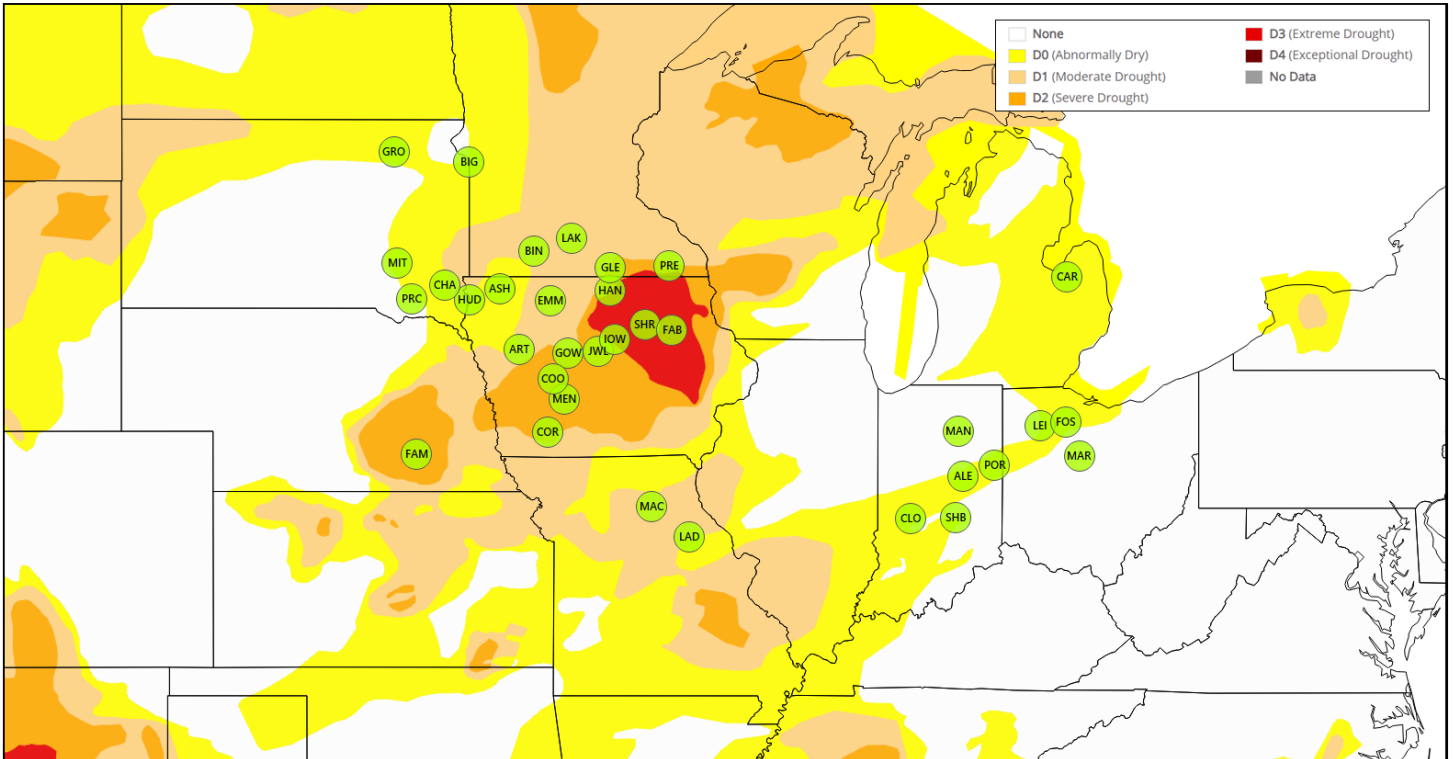 None
D0 (Abnormally Dry)
D1 (Moderate Drought)
D2 (Severe Drought)
D3 (Extreme Drought)
D4 (Exceptional Drought)
No Data
GRO
BIG
LAK
BIN
MIT
GLE
PRE
CAR
CHA
ASH
HAN
PRC
HUD
EMM
SHR
FAB
IOW
ART
GOW
JWL
COO
MEN
COR
MAN
LEI
FOS
FAM
MAR
POR
ALE
MAC
CLO
SHB
LAD